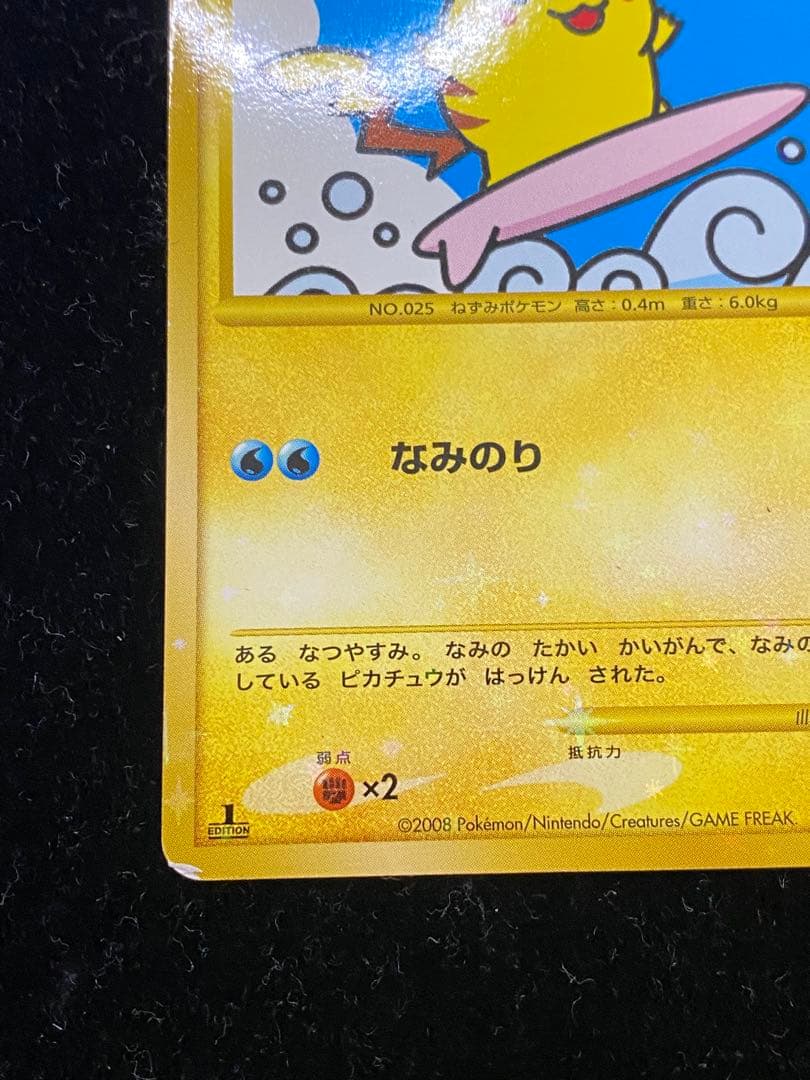 NO.025 ねずみポケモン 高さ：0.4m 重さ：6.0kg
なみのり
ある なつやすみ。 なみの たかい かいがんで、なみの
している ピカチュウが はっけん された。
Ill
弱点
抵抗力
×2
1
EDITION
©2008 Pokémon/Nintendo/Creatures/GAME FREAK.